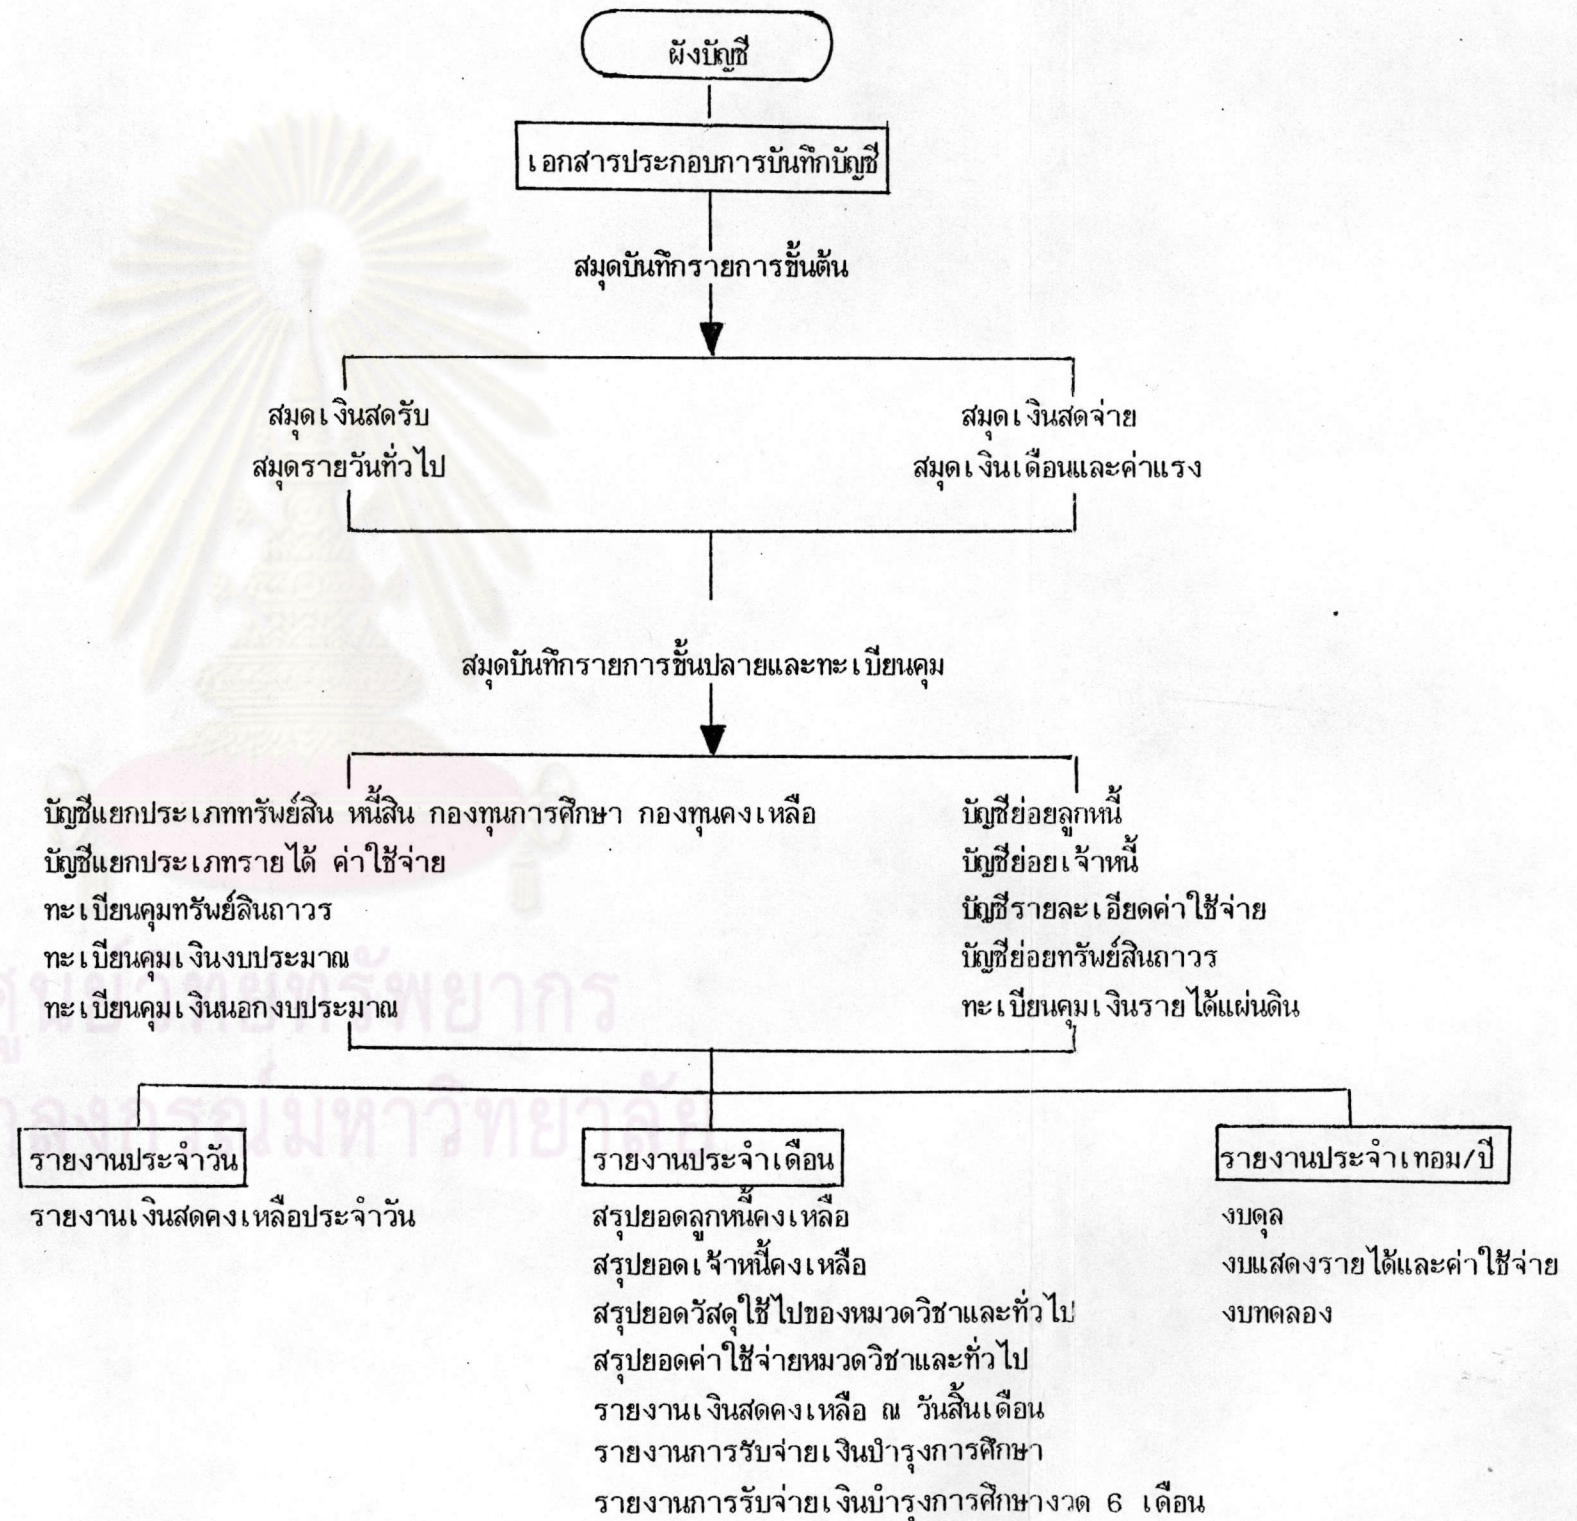 ผังบัญชี
เอกสารประกอบการบันทึกบัญชี
สมุดบันทึกรายการขั้นต้น
สมุดเงินสดรับ
สมุดรายวันทั่วไป
สมุดเงินสดจ่าย
สมุดเงินเดือนและค่าแรง
สมุดบันทึกรายการขั้นปลายและทะเบียนคุม
บัญชีแยกประเภททรัพย์สิน หนี้สิน กองทุนการศึกษา กองทุนคงเหลือ
บัญชีแยกประเภทรายได้ ค่าใช้จ่าย
ทะเบียนคุมทรัพย์สินถาวร
ทะเบียนคุมเงินงบประมาณ
ทะเบียนคุมเงินนอกงบประมาณ
บัญชีย่อยลูกหนี้
บัญชีย่อยเจ้าหนี้
บัญชีรายละเอียดค่าใช้จ่าย
บัญชีย่อยทรัพย์สินถาวร
ทะเบียนคุมเงินรายได้แผ่นดิน
ศูนย์วิทยทรัพยากร
าลงกรณ์มหาวิทยาลัย
รายงานประจำวัน
รายงานเงินสดคงเหลือประจำวัน
รายงานประจำเดือน
สรุปยอดลูกหนี้คงเหลือ
สรุปยอดเจ้าหนี้คงเหลือ
สรุปยอดวัสดุใช้ไปของหมวดวิชาและทั่วไป
สรุปยอดค่าใช้จ่ายหมวดวิชาและทั่วไป
รายงานเงินสดคงเหลือ ณ วันสิ้นเดือน
รายงานการรับจ่ายเงินบำรุงการศึกษา
รายงานการรับจ่ายเงินบำรุงการศึกษางวด 6 เดือน
รายงานประจำเทอม/ปี
งบดุล
งบแสดงรายได้และค่าใช้จ่าย
งบทดลอง